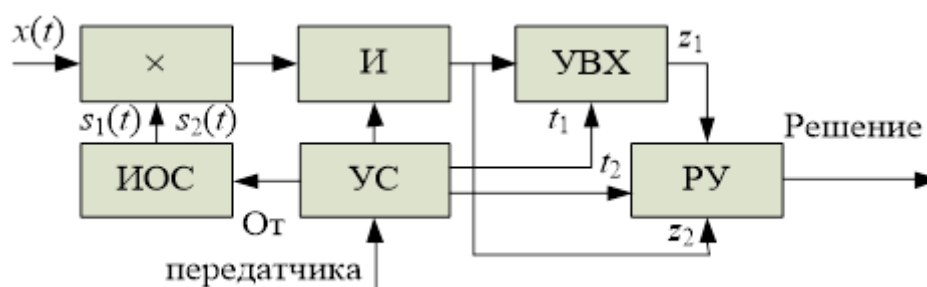 x(t)
×
И
УВХ
z₁
s₁(t) s₂(t)
t₁
Решение
ИОС
УС
t₂
РУ
От
передатчика
z₂